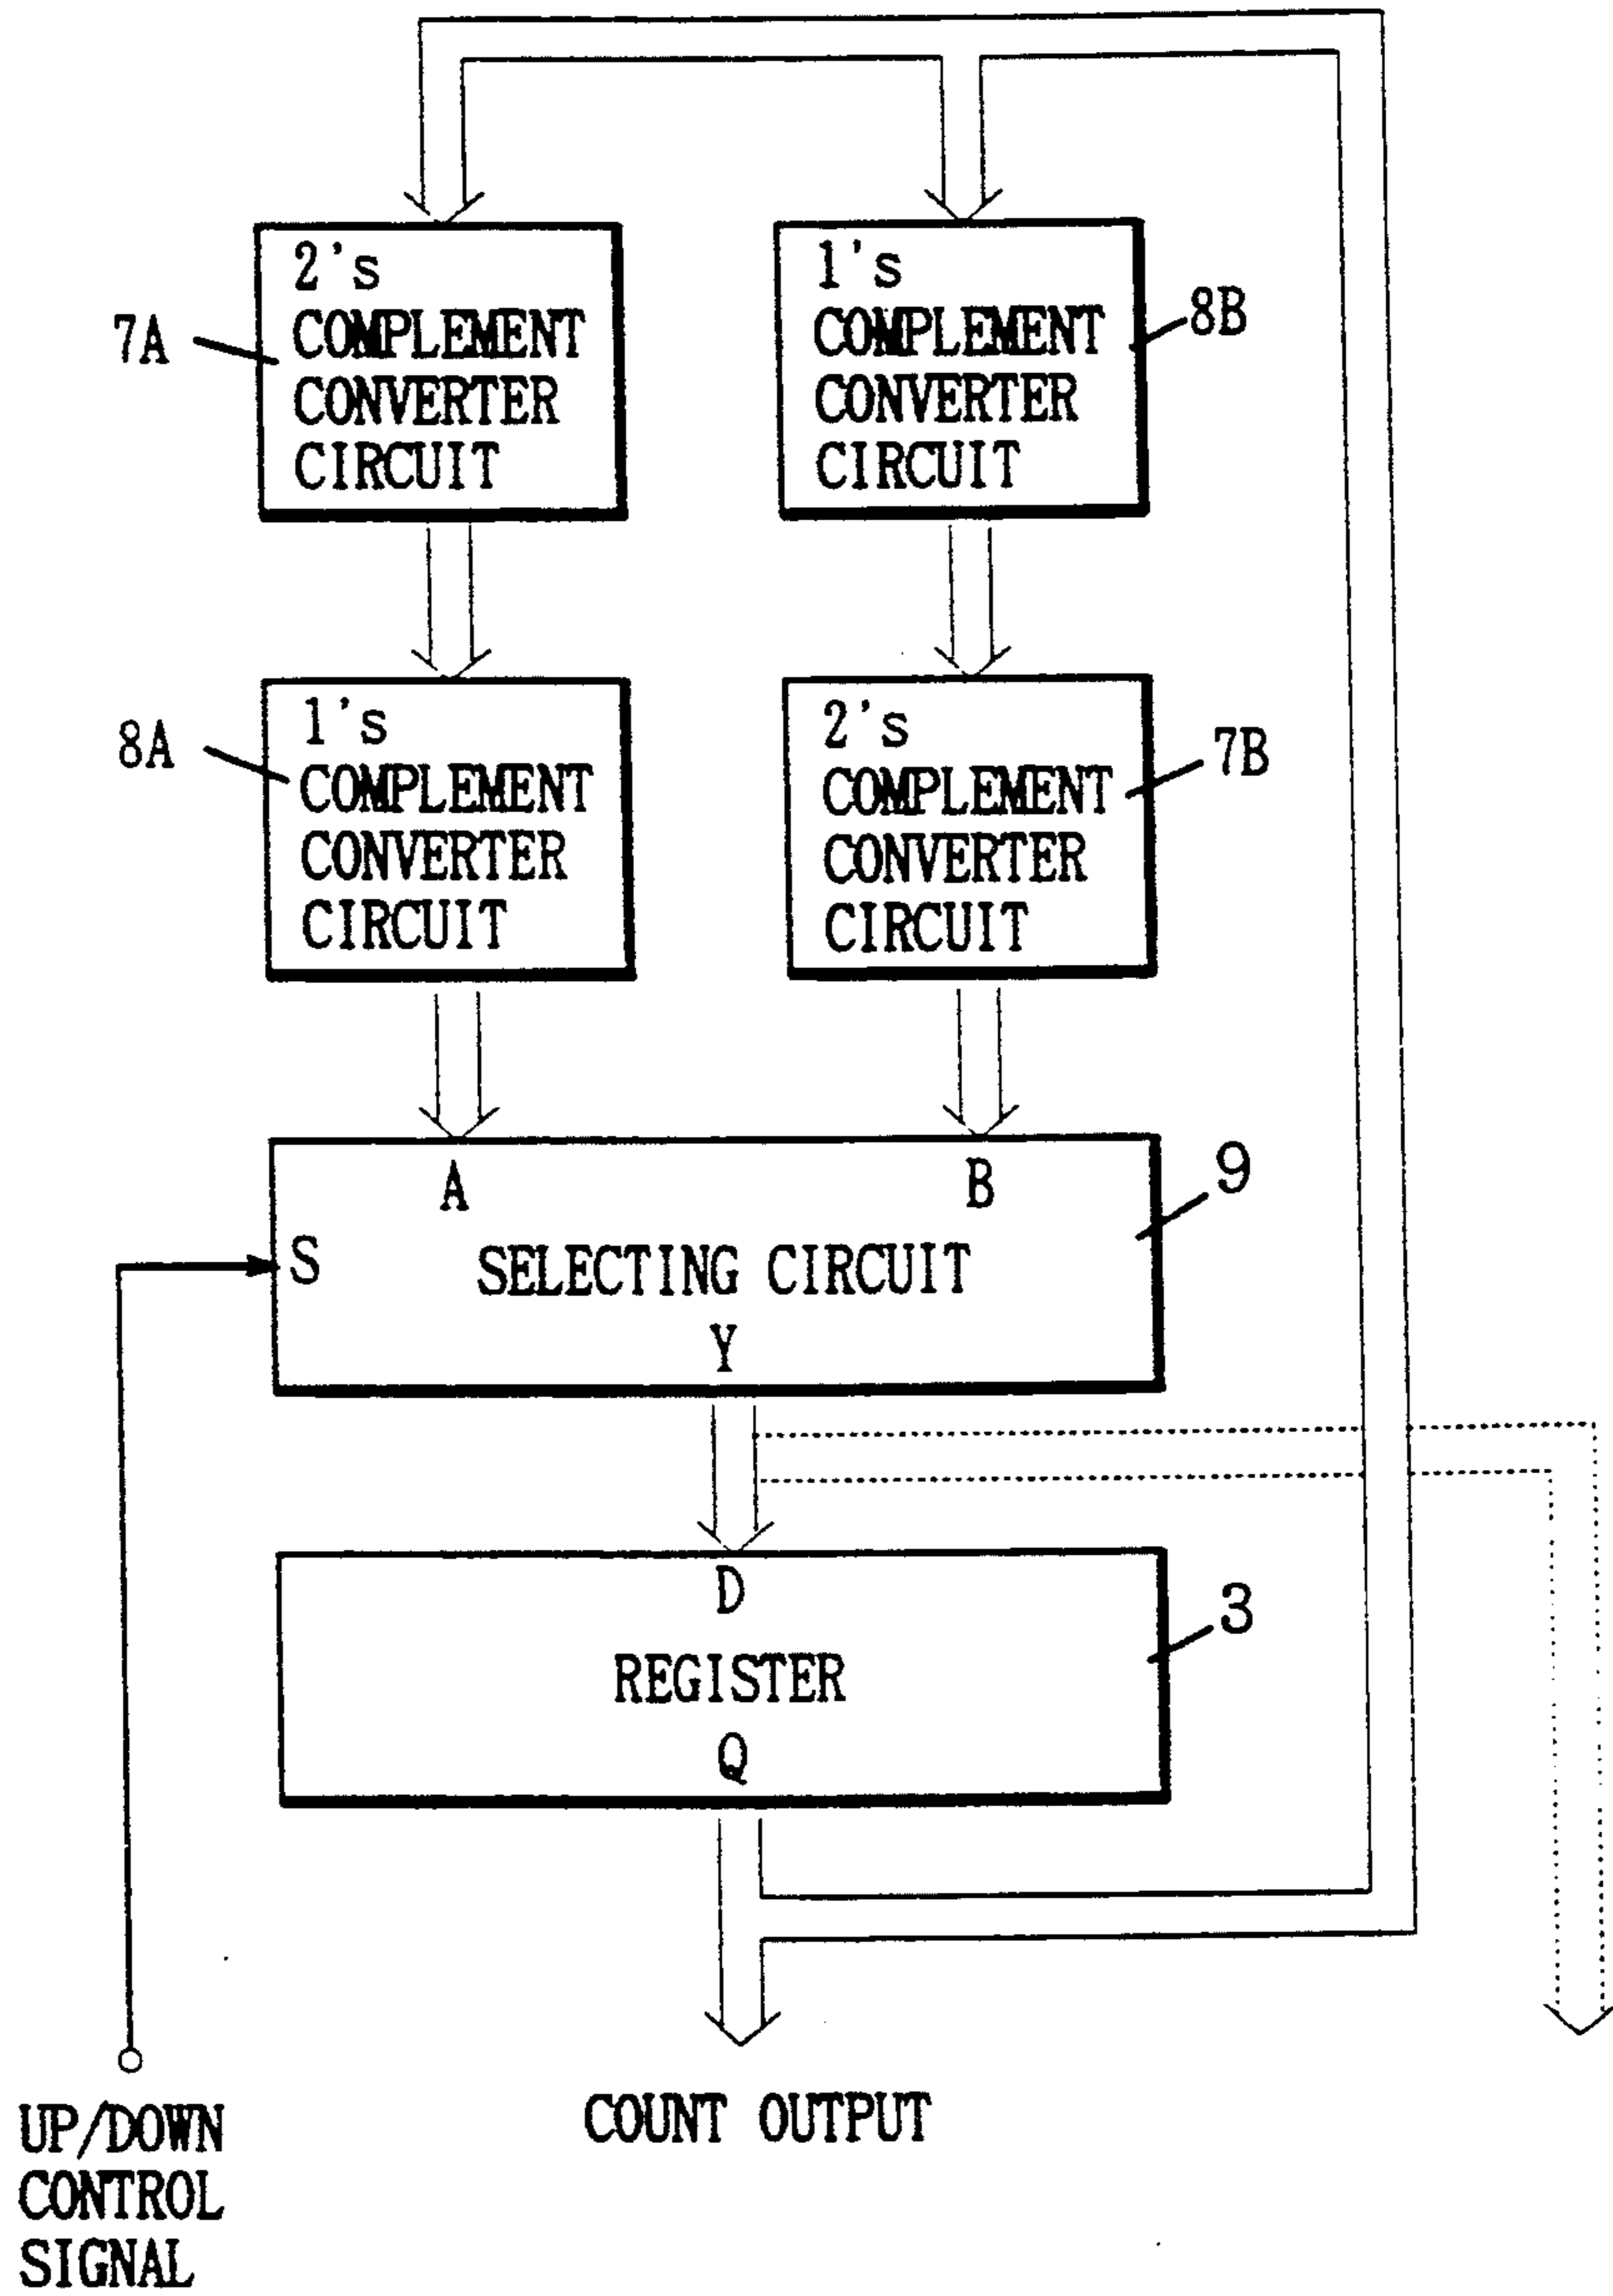 2's
COMPLEMENT
CONVERTER
CIRCUIT
7A
1's
COMPLEMENT
CONVERTER
CIRCUIT
8B
1's
COMPLEMENT
CONVERTER
CIRCUIT
8A
2's
COMPLEMENT
CONVERTER
CIRCUIT
7B
A
B
9
S
SELECTING CIRCUIT
Y
D
3
REGISTER
Q
UP/DOWN
CONTROL
SIGNAL
COUNT OUTPUT